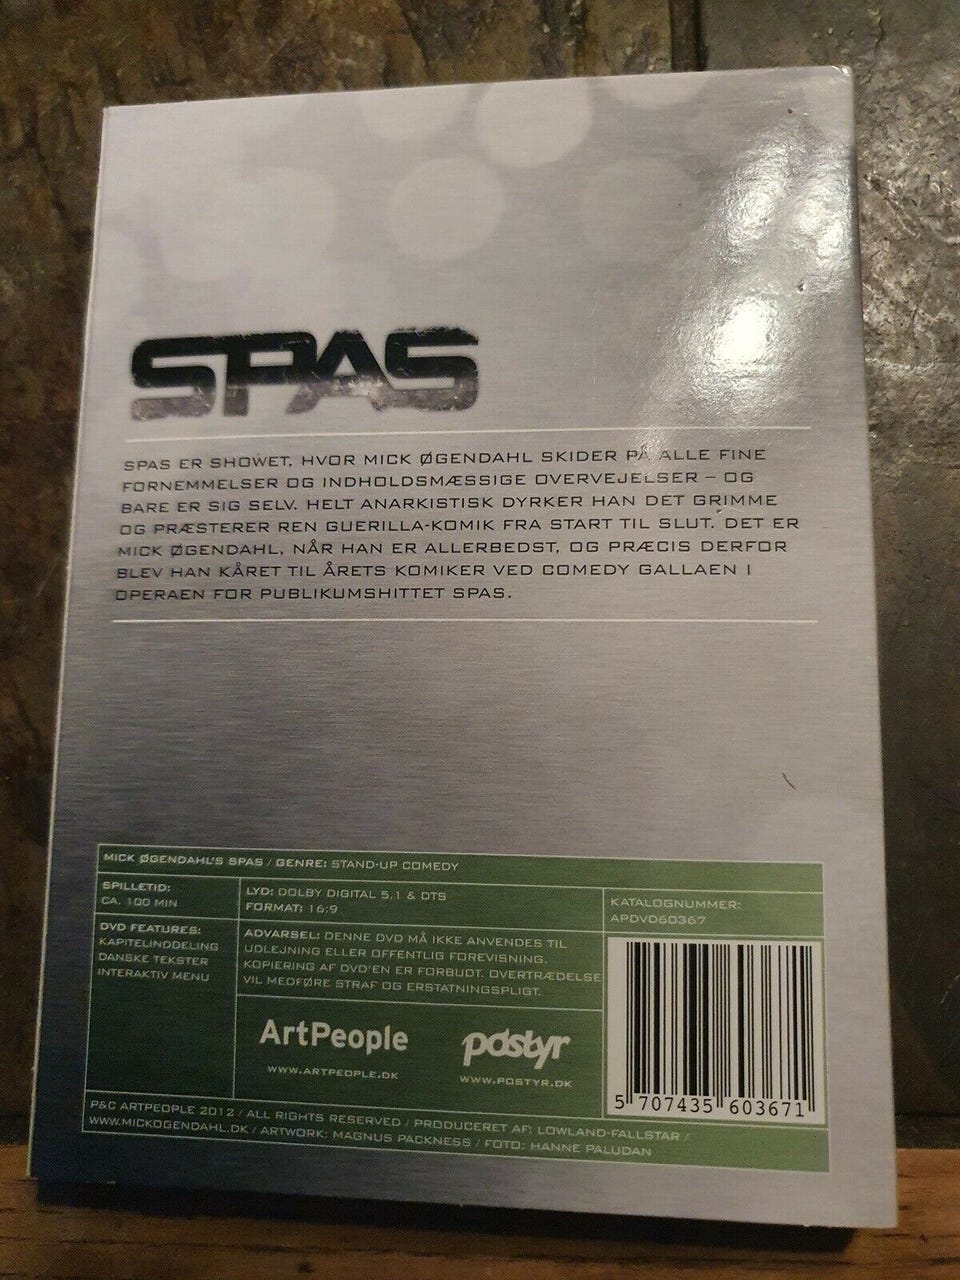 SPAS
SPAS ER SHOWET, HVOR MICK ØGENDAHL SKIDER PÅ ALLE FINE
FORNEMMELSER OG INDHOLDSMÆSSIGE OVERVEJELSER – OG
BARE ER SIG SELV. HELT ANARKISTISK DYRKER HAN DET GRIMME
OG PRÆSTERER REN GUERILLA-KOMIK FRA START TIL SLUT. DET ER
MICK ØGENDAHL, NÅR HAN ER ALLERBEDST, OG PRÆCIS DERFOR
BLEV HAN KÅRET TIL ÅRETS KOMIKER VED COMEDY GALLAEN I
OPERAEN FOR PUBLIKUMSHITTET SPAS.
MICK ØGENDAHL'S SPAS / GENRE: STAND-UP COMEDY
SPILLETID:
CA. 100 MIN
DVD FEATURES:
KAPITELINDDELING
DANSKE TEKSTER
INTERAKTIV MENU
LYD: DOLBY DIGITAL 5.1 & DTS
FORMAT: 16:9
ADVARSEL: DENNE DVD MÅ IKKE ANVENDES TIL
UDLEJNING ELLER OFFENTLIG FOREVISNING.
KOPIERING AF DVD'EN ER FORBUDT. OVERTRÆDELSE
VIL MEDFØRE STRAF OG ERSTATNINGSPLIGT.
ArtPeople
WWW.ARTPEOPLE.DK
postyr
WWW.POSTYR.DK
KATALOGNUMMER:
APDVD60367
5 707435 603671
P&C ARTPEOPLE 2012 / ALL RIGHTS RESERVED / PRODUCERET AF: LOWLAND-FALLSTAR /
WWW.MICKOGENDAHL.DK / ARTWORK: MAGNUS PACKNESS / FOTO: HANNE PALUDAN